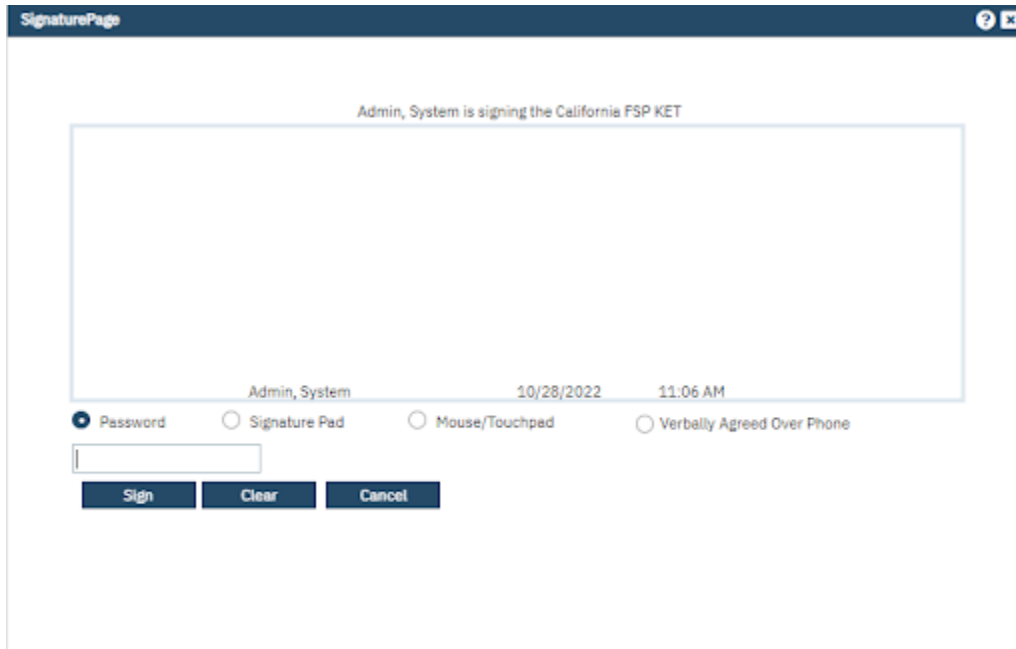 SignaturePage
Admin, System is signing the California FSP KET
Admin, System 10/28/2022 11:06 AM
Password Signature Pad Mouse/Touchpad Verbally Agreed Over Phone
Sign Clear Cancel